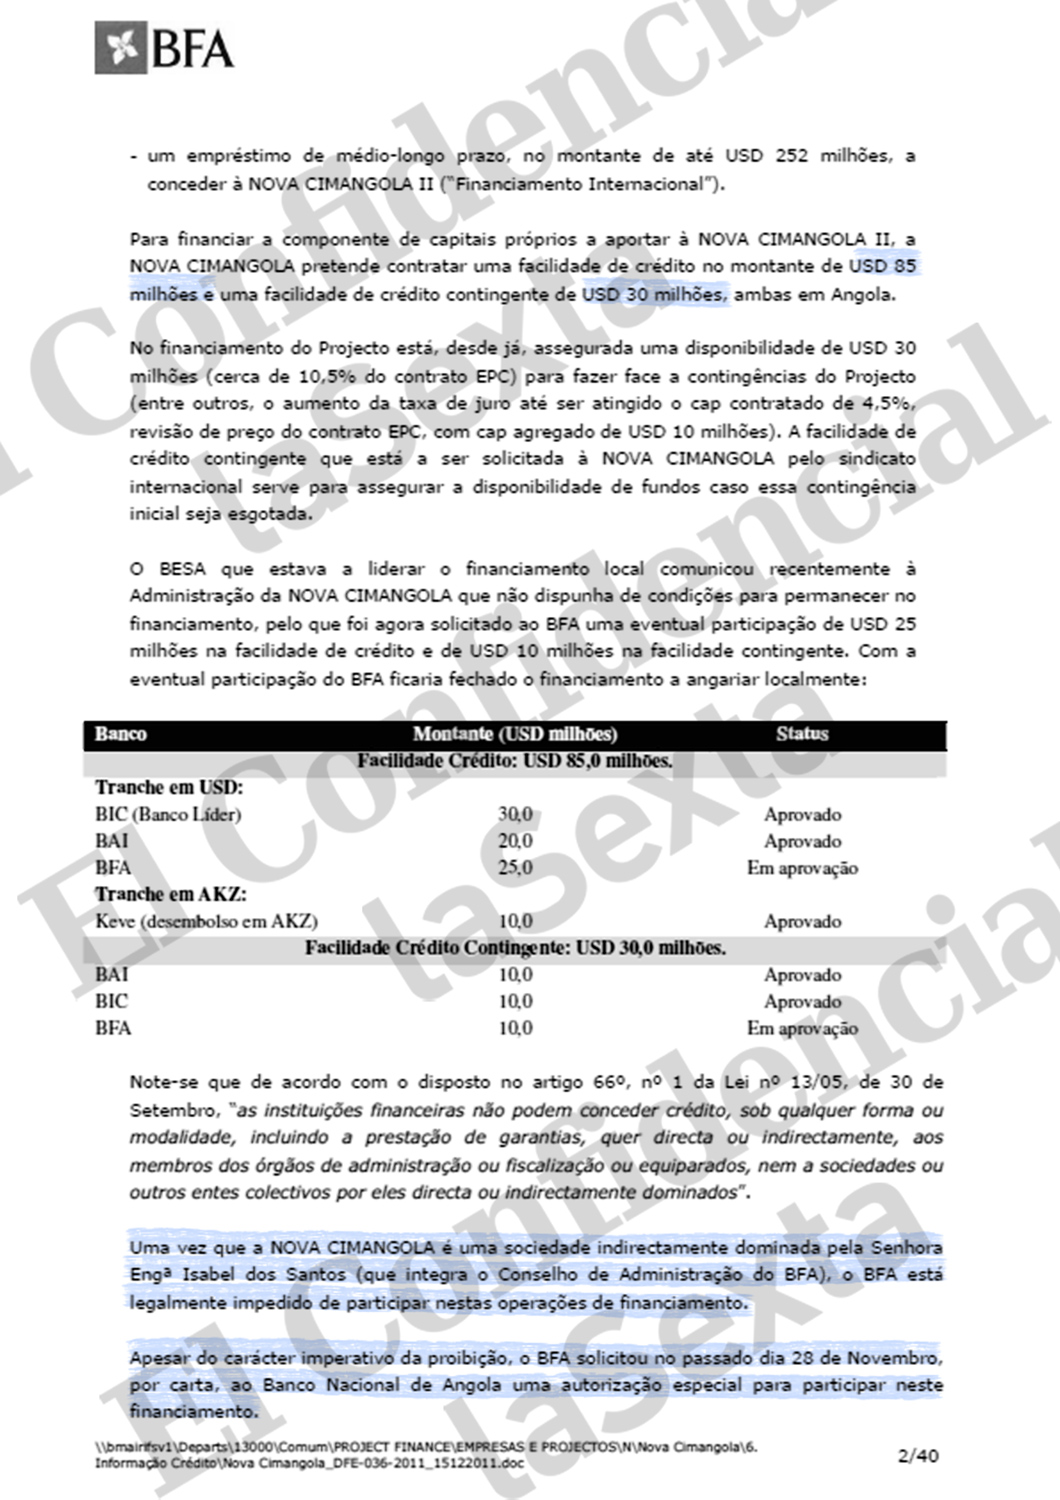 BFA
- um empréstimo de médio-longo prazo, no montante de até USD 252 milhões, a
conceder à NOVA CIMANGOLA II ("Financiamento Internacional").
Para financiar a componente de capitais próprios a aportar à NOVA CIMANGOLA II, a
NOVA CIMANGOLA pretende contratar uma facilidade de crédito no montante de USD 85
milhões e uma facilidade de crédito contingente de USD 30 milhões, ambas em Angola.
No financiamento do Projecto está, desde já, assegurada uma disponibilidade de USD 30
milhões (cerca de 10,5% do contrato EPC) para fazer face a contingências do Projecto
(entre outros, o aumento da taxa de juro até ser atingido o cap contratado de 4,5%,
revisão de preço do contrato EPC, com cap agregado de USD 10 milhões). A facilidade de
crédito contingente que está a ser solicitada à NOVA CIMANGOLA pelo sindicato
internacional serve para assegurar a disponibilidade de fundos caso essa contingência
inicial seja esgotada.
O BESA que estava a liderar o financiamento local comunicou recentemente à
Administração da NOVA CIMANGOLA que não dispunha de condições para permanecer no
financiamento, pelo que foi agora solicitado ao BFA uma eventual participação de USD 25
milhões na facilidade de crédito e de USD 10 milhões na facilidade contingente. Com a
eventual participação do BFA ficaria fechado o financiamento a angariar localmente:
Banco Montante (USD milhões) Status
Facilidade Crédito: USD 85,0 milhões.
Tranche em USD:
BIC (Banco Líder) 30,0 Aprovado
BAI 20,0 Aprovado
BFA 25,0 Em aprovação
Tranche em AKZ:
Keve (desembolso em AKZ) 10,0 Aprovado
Facilidade Crédito Contingente: USD 30,0 milhões.
BAI 10,0 Aprovado
BIC 10,0 Aprovado
BFA 10,0 Em aprovação
Note-se que de acordo com o disposto no artigo 66º, nº 1 da Lei nº 13/05, de 30 de
Setembro, "as instituições financeiras não podem conceder crédito, sob qualquer forma ou
modalidade, incluindo a prestação de garantias, quer directa ou indirectamente, aos
membros dos órgãos de administração ou fiscalização ou equiparados, nem a sociedades ou
outros entes colectivos por eles directa ou indirectamente dominados".
Uma vez que a NOVA CIMANGOLA é uma sociedade indirectamente dominada pela Senhora
Engª Isabel dos Santos (que integra o Conselho de Administração do BFA), o BFA está
legalmente impedido de participar nestas operações de financiamento.
Apesar do carácter imperativo da proibição, o BFA solicitou no passado dia 28 de Novembro,
por carta, ao Banco Nacional de Angola uma autorização especial para participar neste
financiamento.
\\bmairifsv1\Departs\13000\Comum\PROJECT FINANCE\EMPRESAS E PROJECTOS\N\Nova Cimangola\6.
Informação Crédito\Nova Cimangola_DFE-036-2011_15122011.doc
2/40
El Confidencial
laSexta
El Confidencial
laSexta
El Confidencial
laSexta